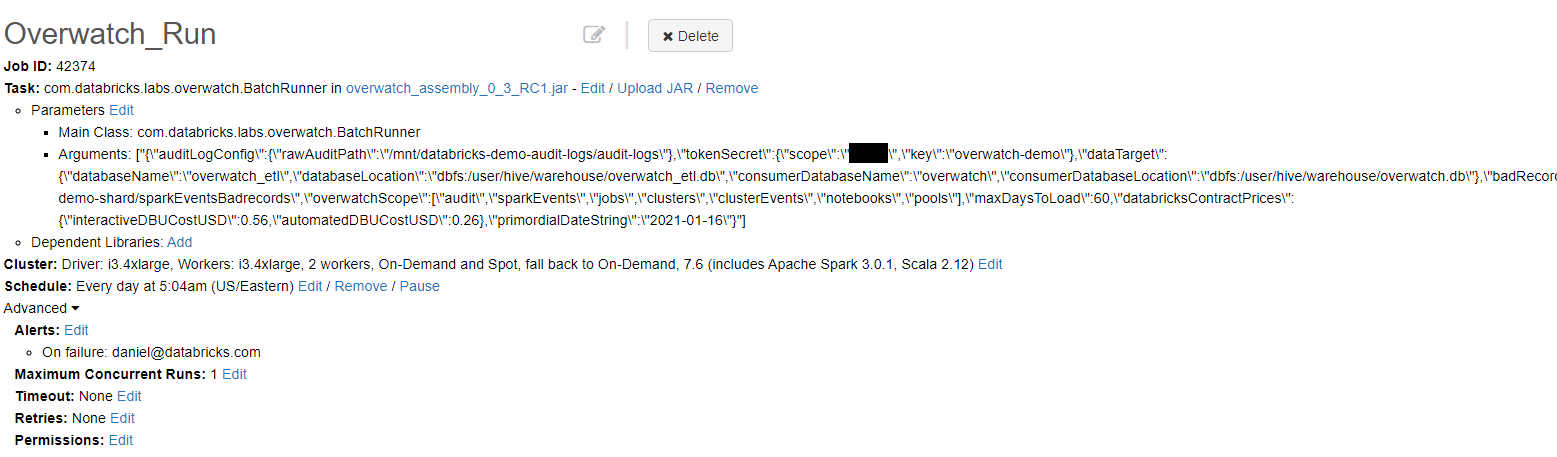 Overwatch_Run
Delete
Job ID: 42374
Task: com.databricks.labs.overwatch.BatchRunner in overwatch_assembly_0_3_RC1.jar - Edit / Upload JAR / Remove
Parameters Edit
Main Class: com.databricks.labs.overwatch.BatchRunner
Arguments: ["{\"auditLogConfig\":{\"rawAuditPath\":\"/mnt/databricks-demo-audit-logs/audit-logs\"},\"tokenSecret\":{\"scope\":\"\",\"key\":\"overwatch-demo\"},\"dataTarget\":
{\"databaseName\":\"overwatch_etl\",\"databaseLocation\":\"dbfs:/user/hive/warehouse/overwatch_etl.db\",\"consumerDatabaseName\":\"overwatch\",\"consumerDatabaseLocation\":\"dbfs:/user/hive/warehouse/overwatch.db\"},\"badRecor
demo-shard/sparkEventsBadrecords\",\"overwatchScope\":[\"audit\",\"sparkEvents\",\"jobs\",\"clusters\",\"clusterEvents\",\"notebooks\",\"pools\"],\"maxDaysToLoad\":60,\"databricksContractPrices\":
{\"interactiveDBUCostUSD\":0.56,\"automatedDBUCostUSD\":0.26},\"primordialDateString\":\"2021-01-16\"}"]
Dependent Libraries: Add
Cluster: Driver: i3.4xlarge, Workers: i3.4xlarge, 2 workers, On-Demand and Spot, fall back to On-Demand, 7.6 (includes Apache Spark 3.0.1, Scala 2.12) Edit
Schedule: Every day at 5:04am (US/Eastern) Edit / Remove / Pause
Advanced
Alerts: Edit
On failure: daniel@databricks.com
Maximum Concurrent Runs: 1 Edit
Timeout: None Edit
Retries: None Edit
Permissions: Edit